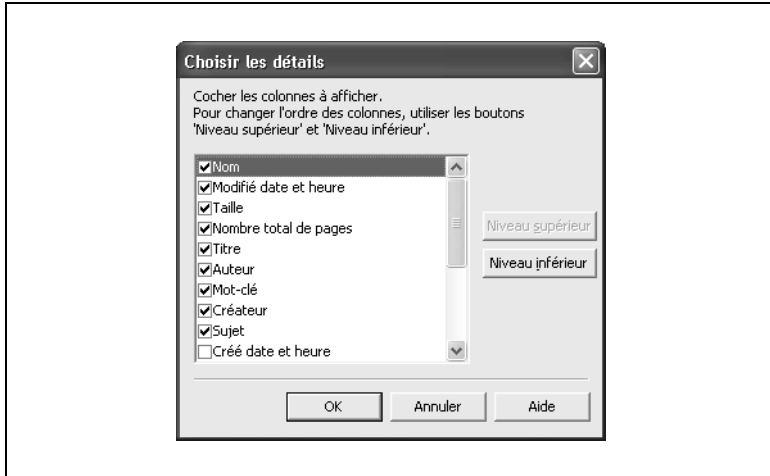 Choisir les détails
Cocher les colonnes à afficher.
Pour changer l'ordre des colonnes, utiliser les boutons
'Niveau supérieur' et 'Niveau inférieur'.
Nom
Modifié date et heure
Taille
Nombre total de pages
Titre
Auteur
Mot-clé
Créateur
Sujet
Créé date et heure
Niveau supérieur
Niveau inférieur
OK
Annuler
Aide